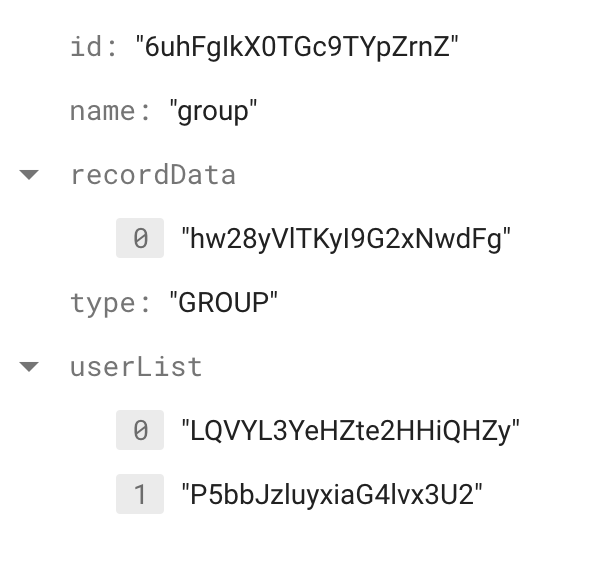 id: "6uhFgIkX0TGc9TYpZrnZ"
name: "group"
recordData
0 "hw28yVlTKyI9G2xNwdFg"
type: "GROUP"
userList
0 "LQVYL3YeHZte2HHiQHZy"
1 "P5bbJzluyxiaG4lvx3U2"